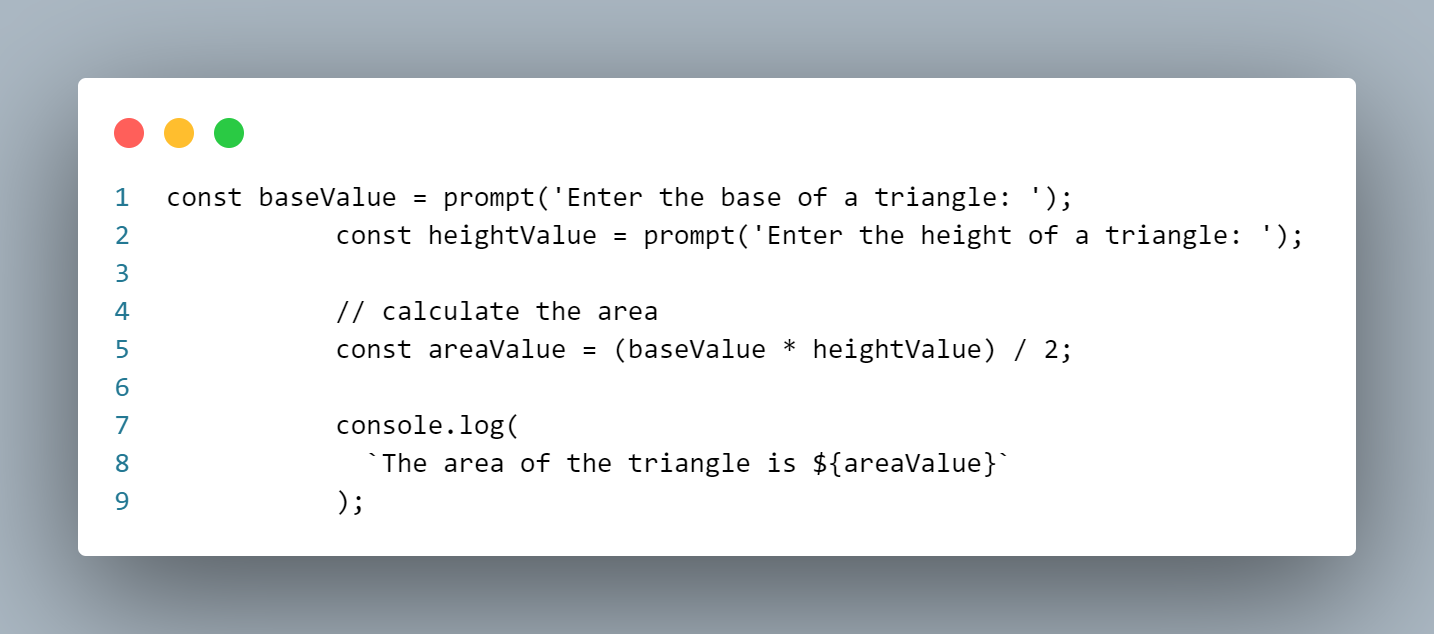 1 const baseValue = prompt('Enter the base of a triangle: ');
2            const heightValue = prompt('Enter the height of a triangle: ');
3
4            // calculate the area
5            const areaValue = (baseValue * heightValue) / 2;
6
7            console.log(
8              `The area of the triangle is ${areaValue}`
9            );